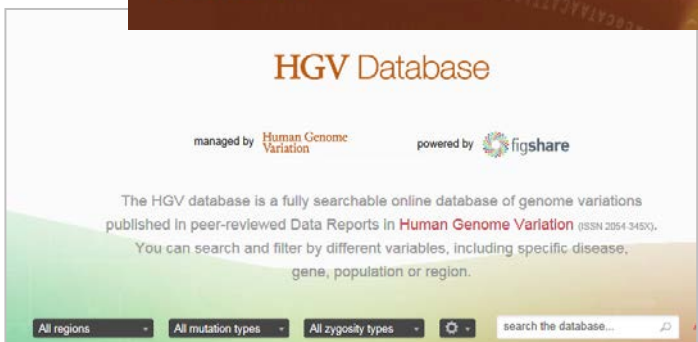 HGV Database
managed by Human Genome Variation powered by figshare
The HGV database is a fully searchable online database of genome variations
published in peer-reviewed Data Reports in Human Genome Variation (ISSN 2054-345X).
You can search and filter by different variables, including specific disease,
gene, population or region.
All regions All mutation types All zygosity types search the database...